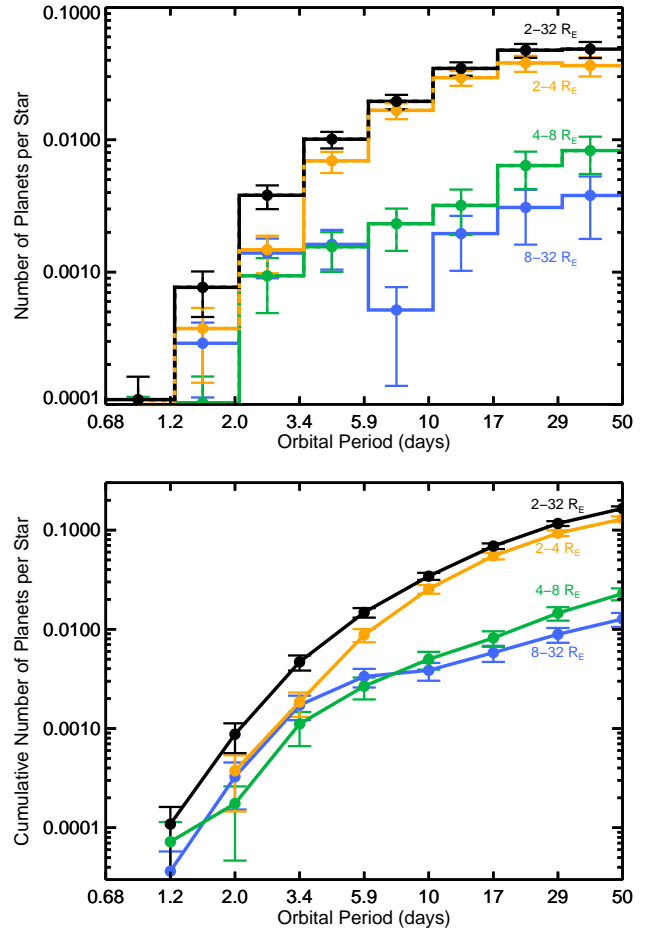 0.1000
0.0100
0.0010
0.0001
Number of Planets per Star
2–32 R_E
2–4 R_E
4–8 R_E
8–32 R_E
0.68 1.2 2.0 3.4 5.9 10 17 29 50
Orbital Period (days)
0.1000
0.0100
0.0010
0.0001
Cumulative Number of Planets per Star
2–32 R_E
2–4 R_E
4–8 R_E
8–32 R_E
0.68 1.2 2.0 3.4 5.9 10 17 29 50
Orbital Period (days)